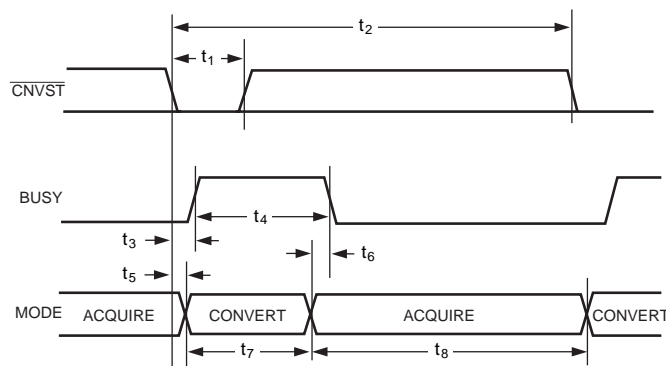 t2
t1
CNVST
BUSY
t4
t3
t6
t5
MODE ACQUIRE CONVERT ACQUIRE CONVERT
t7 t8